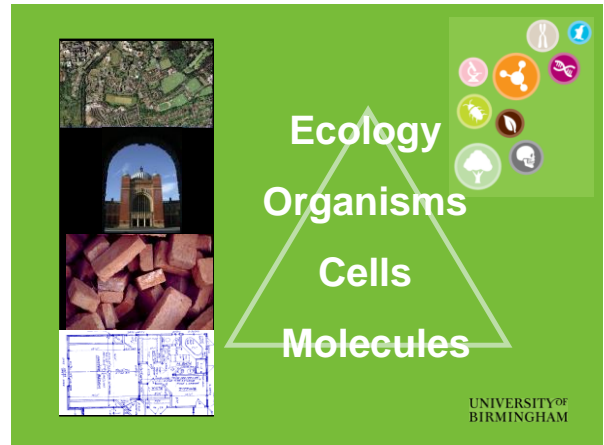 Ecology
Organisms
Cells
Molecules
UNIVERSITY OF
BIRMINGHAM